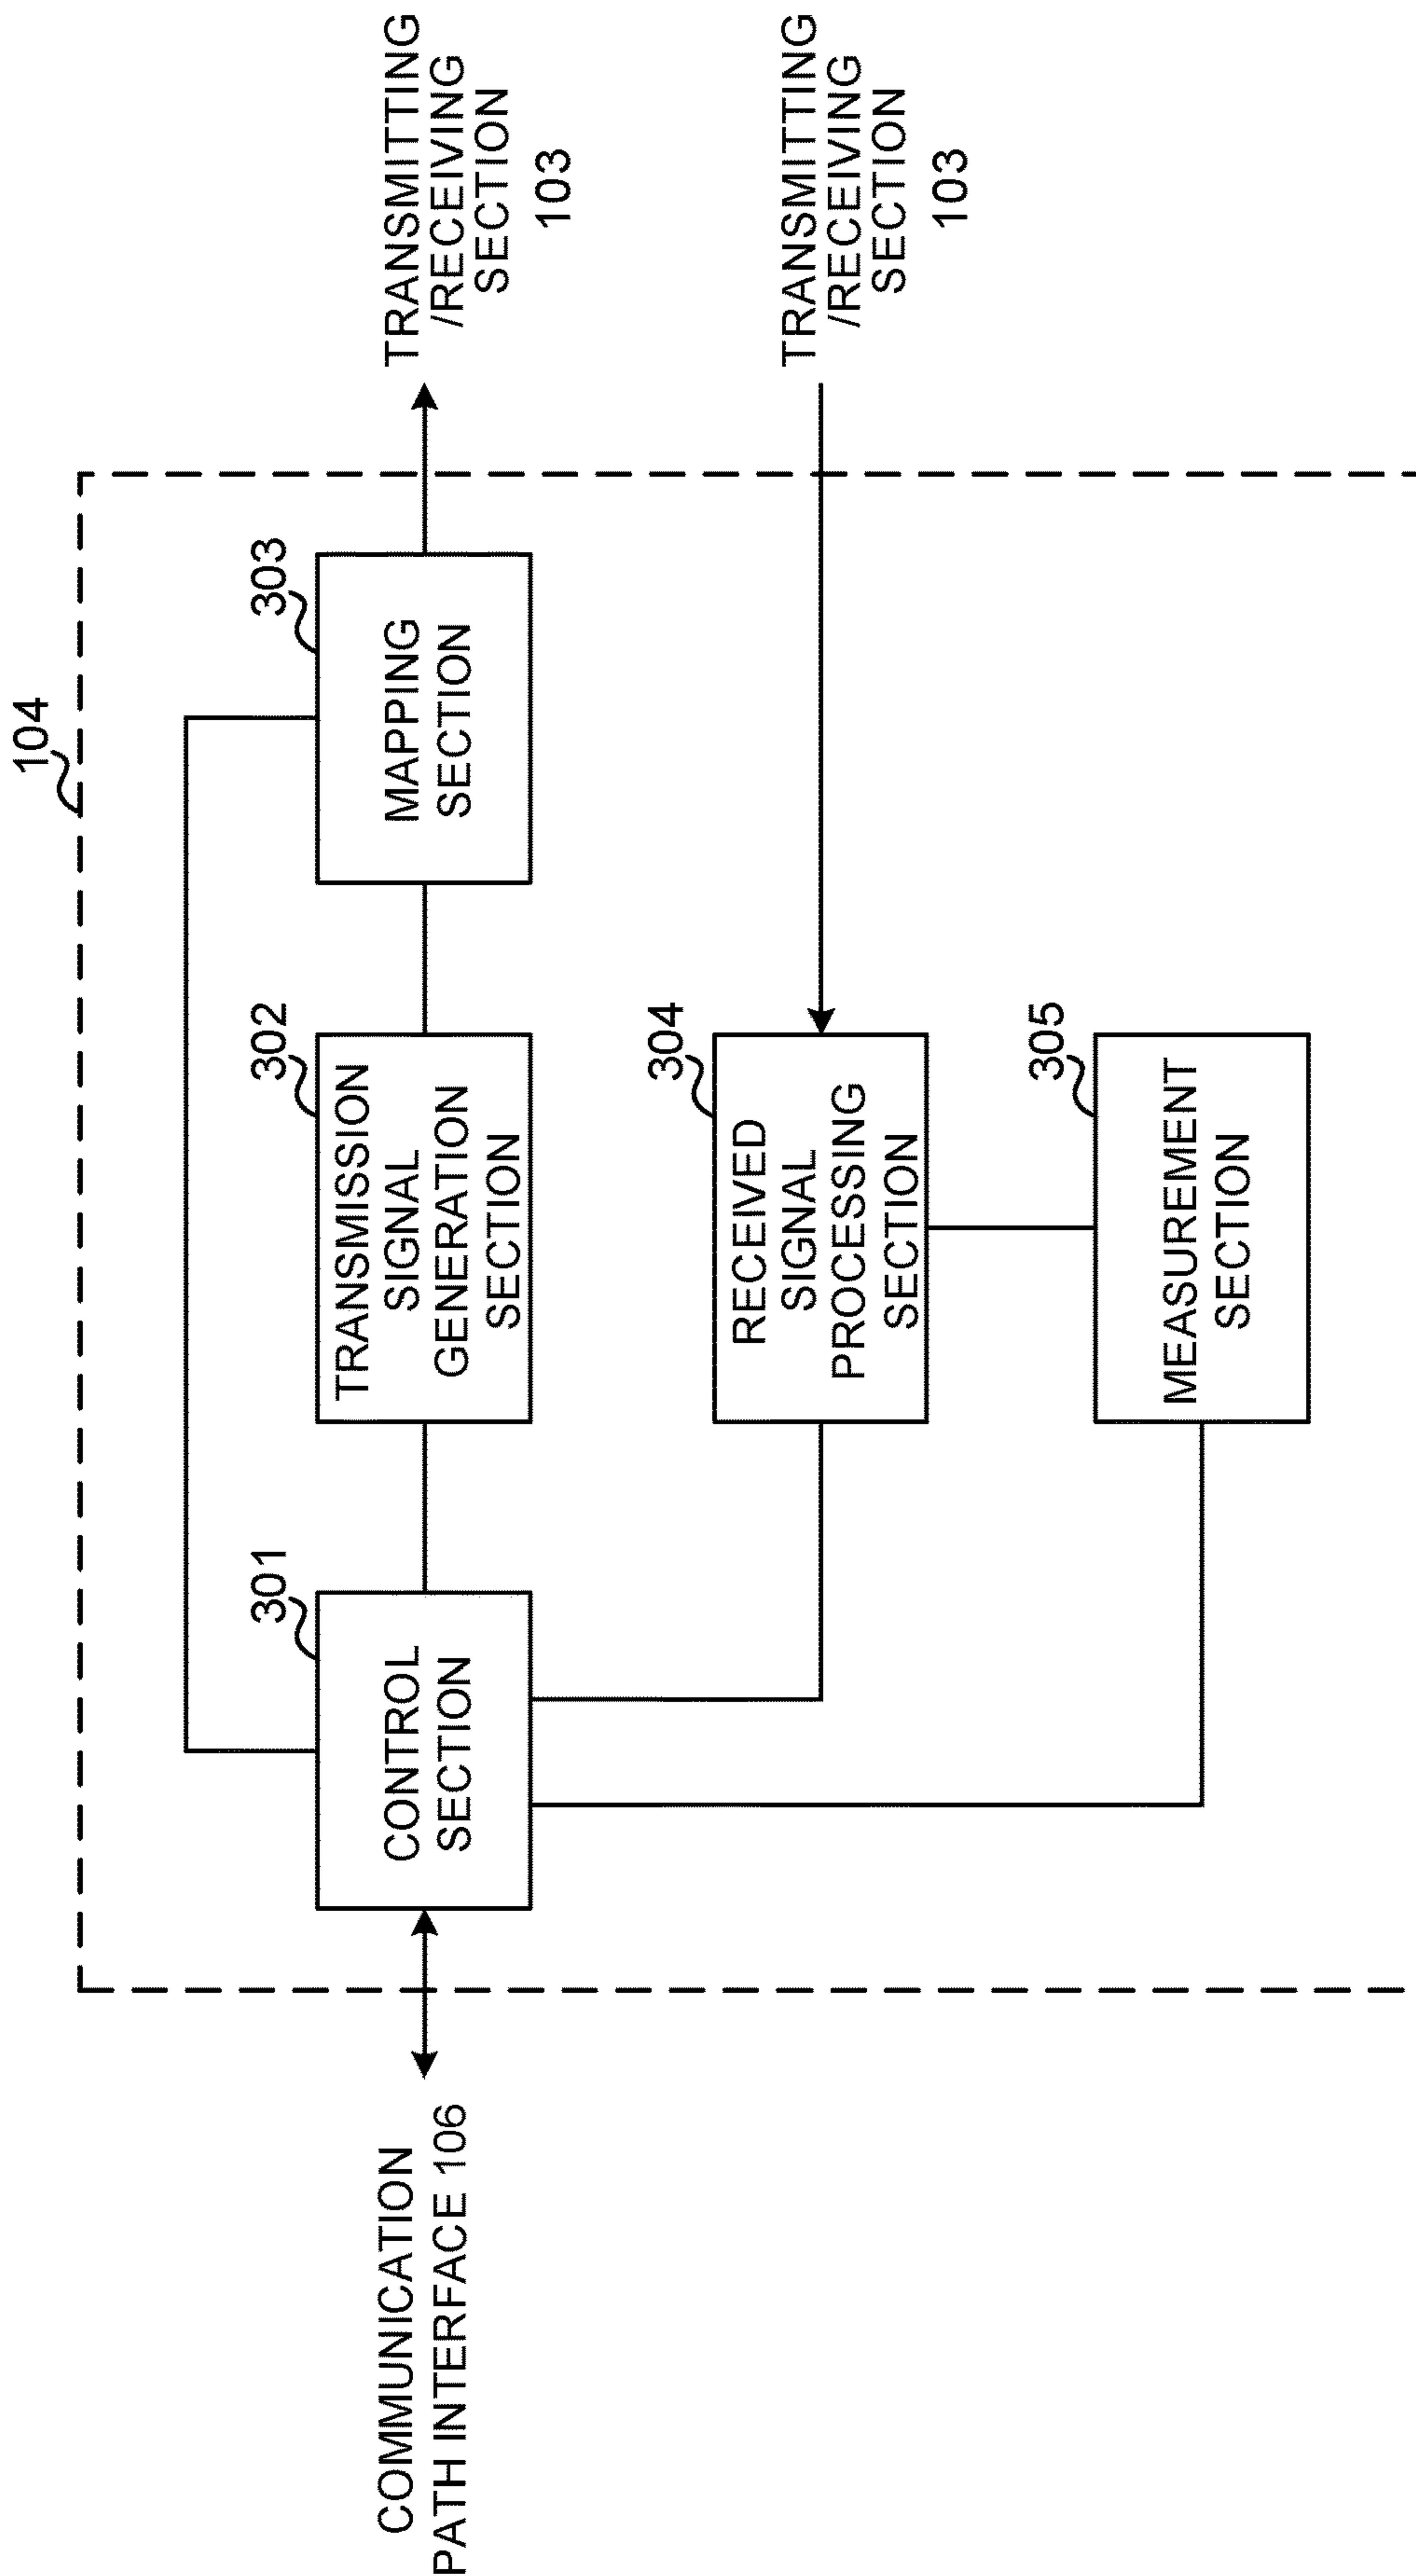 104
303
MAPPING
SECTION
TRANSMITTING
/RECEIVING
SECTION
103
302
TRANSMISSION
SIGNAL
GENERATION
SECTION
301
CONTROL
SECTION
COMMUNICATION
PATH INTERFACE 106
304
RECEIVED
SIGNAL
PROCESSING
SECTION
TRANSMITTING
/RECEIVING
SECTION
103
305
MEASUREMENT
SECTION